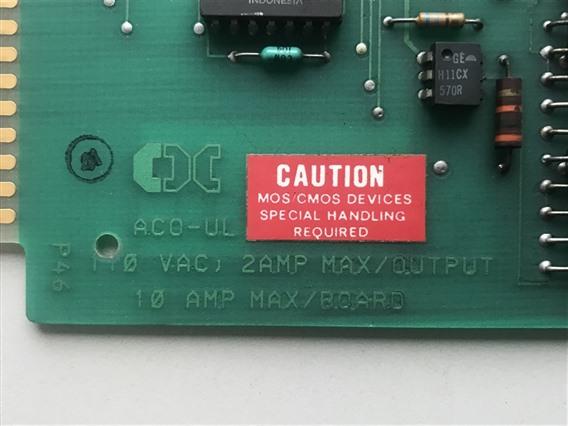 INDONESIA
GE
H11CX
570R
CAUTION
MOS/CMOS DEVICES
SPECIAL HANDLING
REQUIRED
ACO-UL
P46
110 VAC; 2AMP MAX/OUTPUT
10 AMP MAX/BOARD